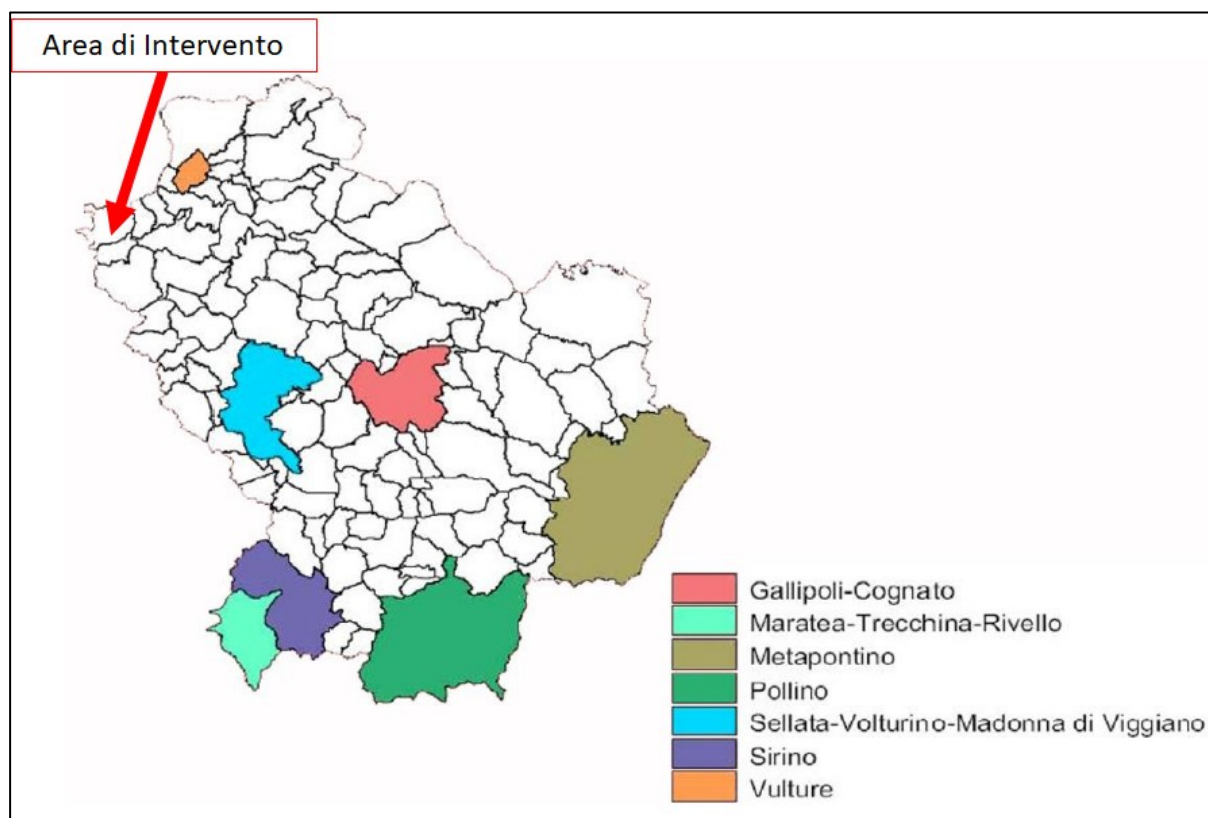 Area di Intervento
Gallipoli-Cognato
Maratea-Trecchina-Rivello
Metapontino
Pollino
Sellata-Volturino-Madonna di Viggiano
Sirino
Vulture